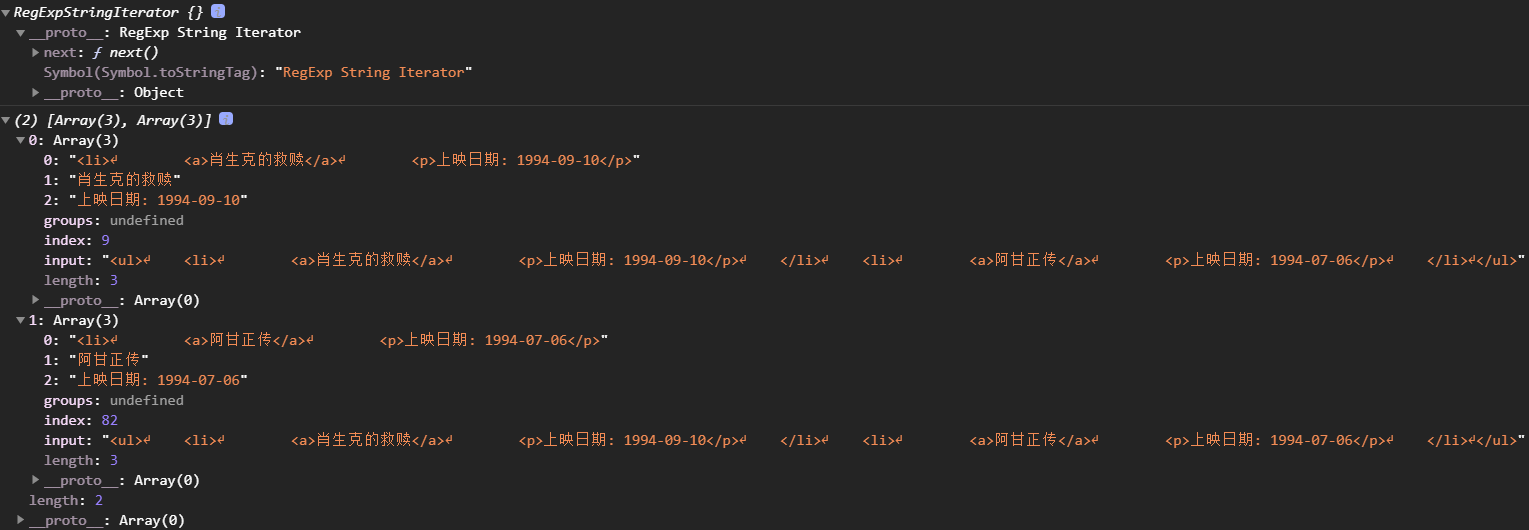 RegExpStringIterator {} i
__proto__: RegExp String Iterator
next: ƒ next()
Symbol(Symbol.toStringTag): "RegExp String Iterator"
__proto__: Object
(2) [Array(3), Array(3)] i
0: Array(3)
0: "<li>↵        <a>肖生克的救赎</a>↵        <p>上映日期: 1994-09-10</p>"
1: "肖生克的救赎"
2: "上映日期: 1994-09-10"
groups: undefined
index: 9
input: "<ul>↵    <li>↵        <a>肖生克的救赎</a>↵        <p>上映日期: 1994-09-10</p>↵    </li>↵    <li>↵        <a>阿甘正传</a>↵        <p>上映日期: 1994-07-06</p>↵    </li>↵</ul>"
length: 3
__proto__: Array(0)
1: Array(3)
0: "<li>↵        <a>阿甘正传</a>↵        <p>上映日期: 1994-07-06</p>"
1: "阿甘正传"
2: "上映日期: 1994-07-06"
groups: undefined
index: 82
input: "<ul>↵    <li>↵        <a>肖生克的救赎</a>↵        <p>上映日期: 1994-09-10</p>↵    </li>↵    <li>↵        <a>阿甘正传</a>↵        <p>上映日期: 1994-07-06</p>↵    </li>↵</ul>"
length: 3
__proto__: Array(0)
length: 2
__proto__: Array(0)